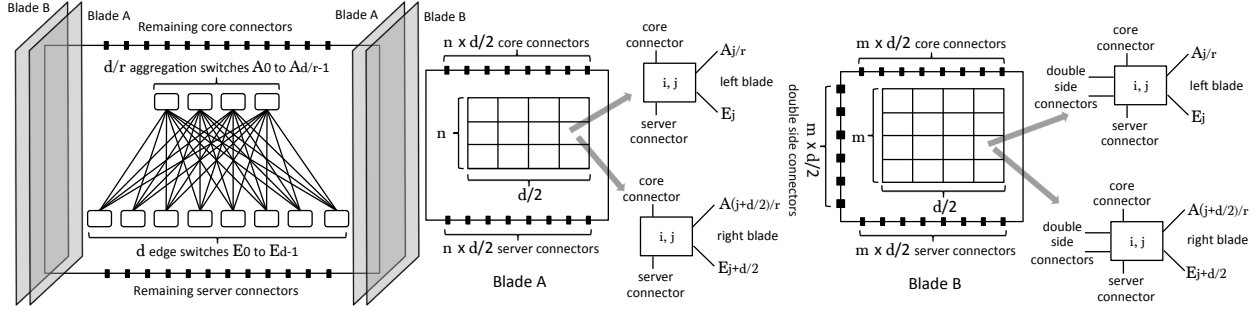 Blade B
Blade A
Remaining core connectors
d/r aggregation switches A0 to Ad/r-1
d edge switches E0 to Ed-1
Remaining server connectors
Blade A
Blade B
n x d/2 core connectors
n
d/2
n x d/2 server connectors
Blade A
core
connector
Aj/r
i, j
left blade
Ej
server
connector
core
connector
A(j+d/2)/r
i, j
right blade
Ej+d/2
server
connector
m x d/2 core connectors
m x d/2
double side connectors
m
d/2
m x d/2 server connectors
Blade B
core
connector
Aj/r
double
side
connectors
i, j
left blade
Ej
server
connector
core
connector
A(j+d/2)/r
double
side
connectors
i, j
right blade
Ej+d/2
server
connector